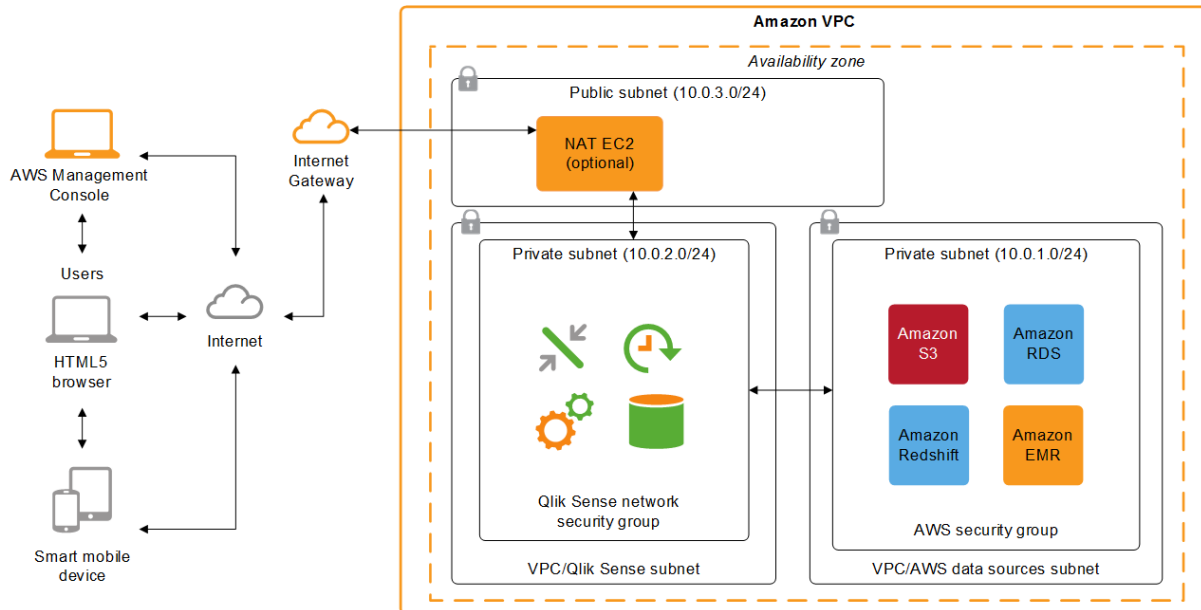 Amazon VPC
Availability zone
Public subnet (10.0.3.0/24)
NAT EC2
(optional)
Internet
Gateway
AWS Management
Console
Users
HTML5
browser
Internet
Smart mobile
device
Private subnet (10.0.2.0/24)
Qlik Sense network
security group
VPC/Qlik Sense subnet
Private subnet (10.0.1.0/24)
Amazon
S3
Amazon
RDS
Amazon
Redshift
Amazon
EMR
AWS security group
VPC/AWS data sources subnet